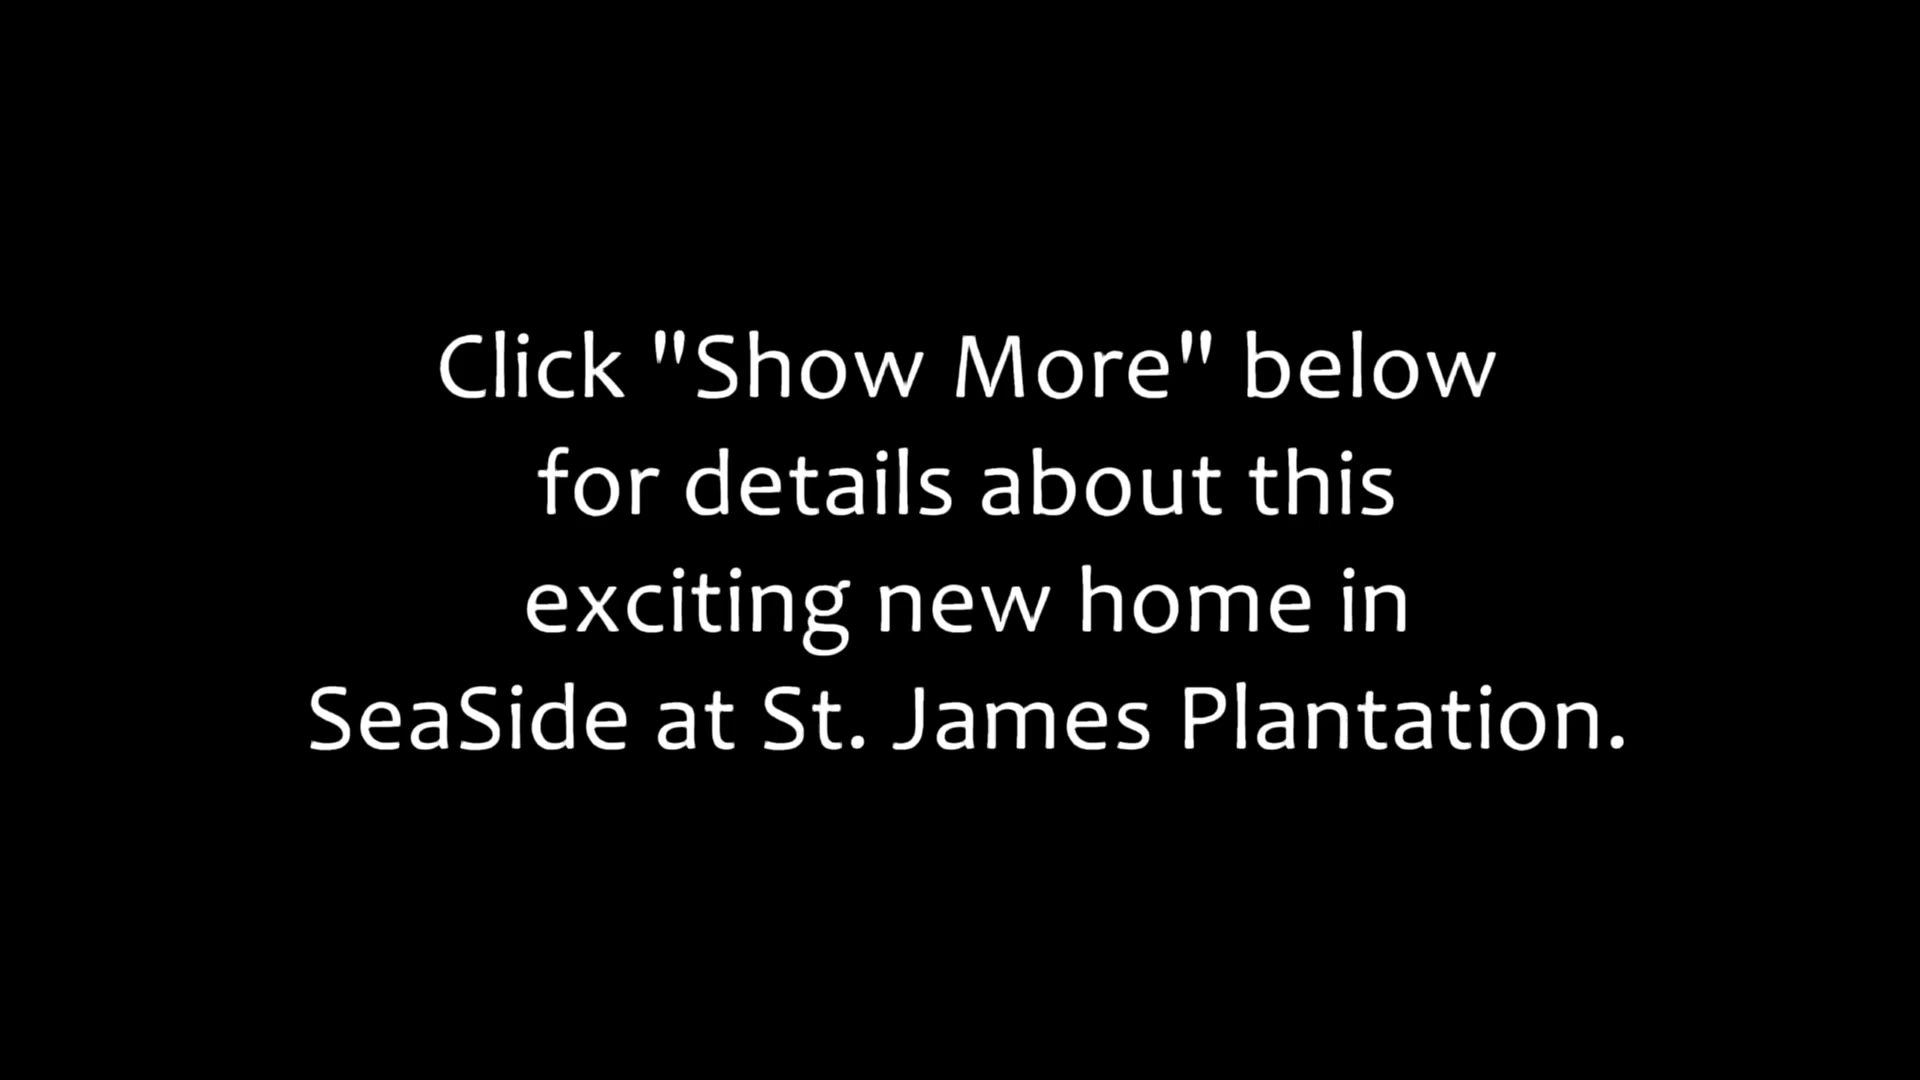 Click "Show More" below
for details about this
exciting new home in
SeaSide at St. James Plantation.